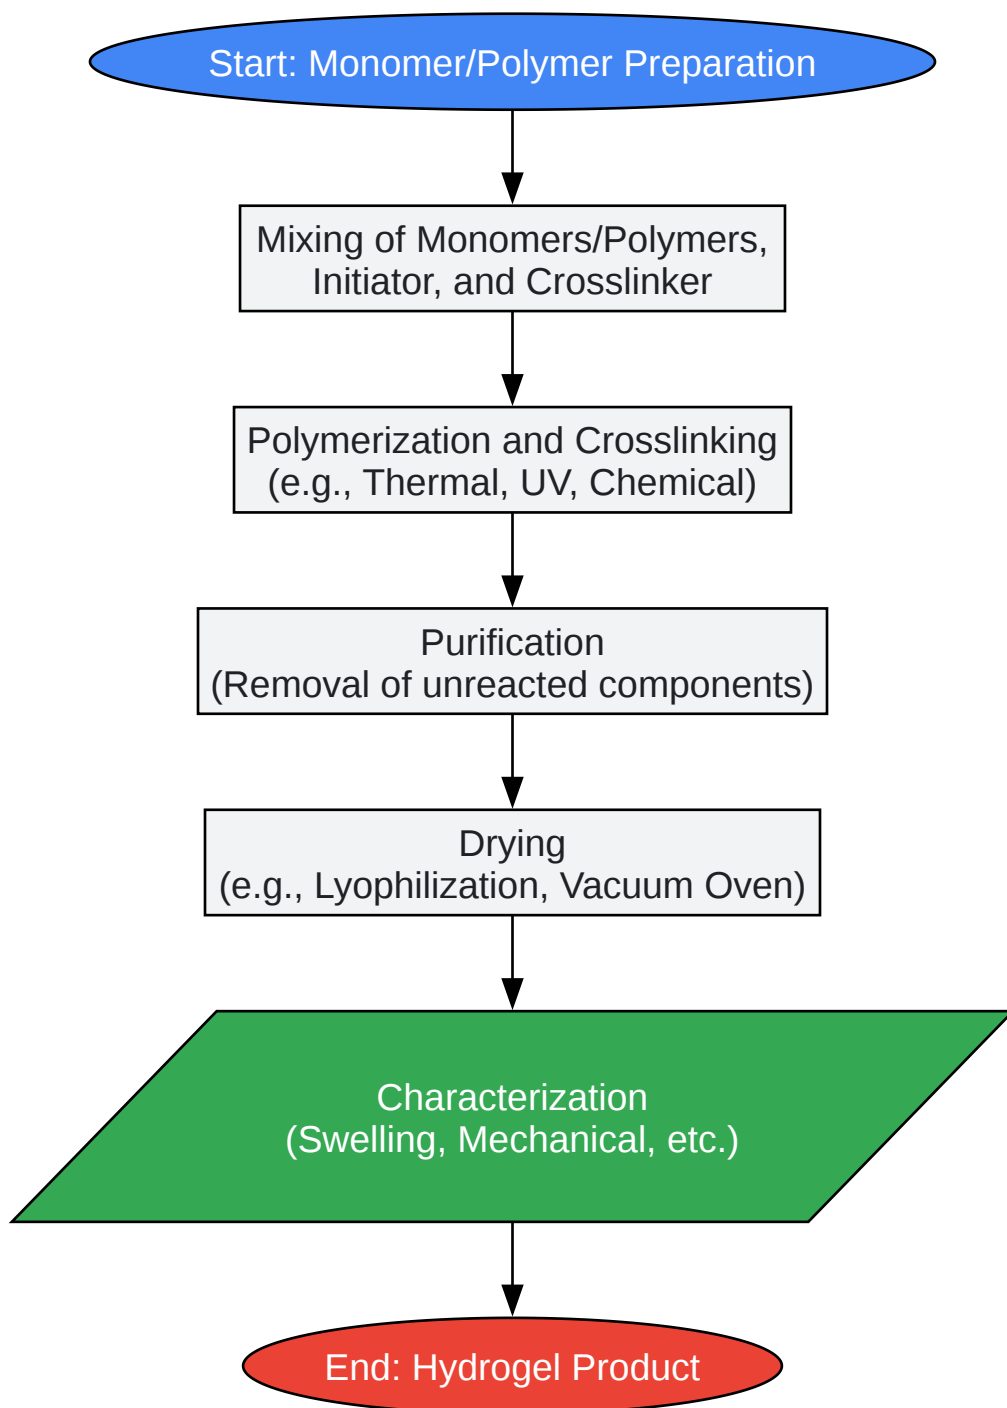 Start: Monomer/Polymer Preparation
Mixing of Monomers/Polymers,
Initiator, and Crosslinker
Polymerization and Crosslinking
(e.g., Thermal, UV, Chemical)
Purification
(Removal of unreacted components)
Drying
(e.g., Lyophilization, Vacuum Oven)
Characterization
(Swelling, Mechanical, etc.)
End: Hydrogel Product